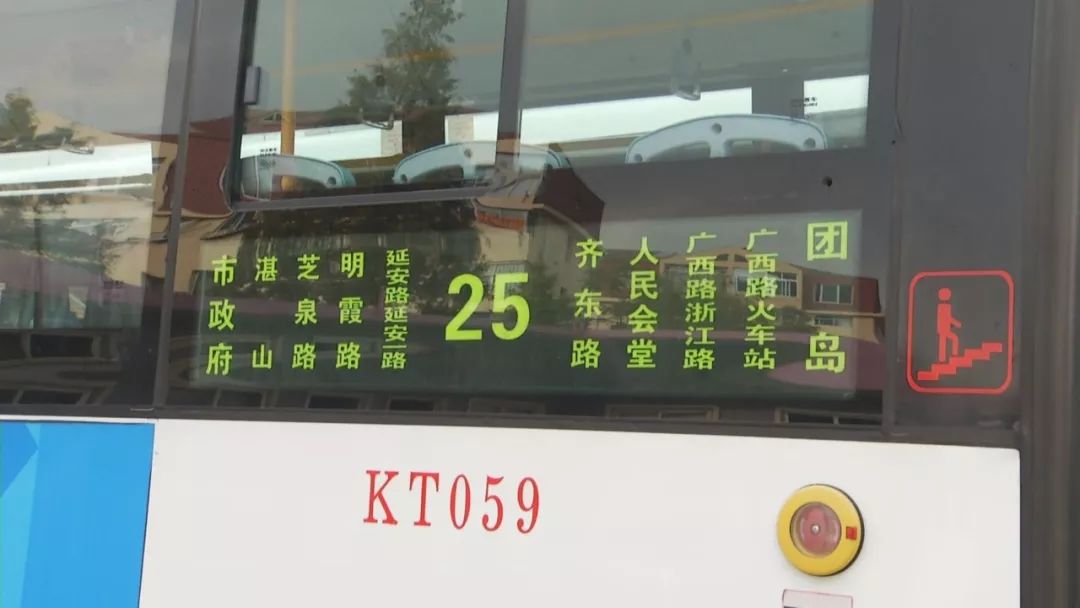 市政府
湛山
芝泉路
明霞路
延安路延安一路
25
齐东路
人民会堂
广西路浙江路
广西路火车站
团岛
KT059